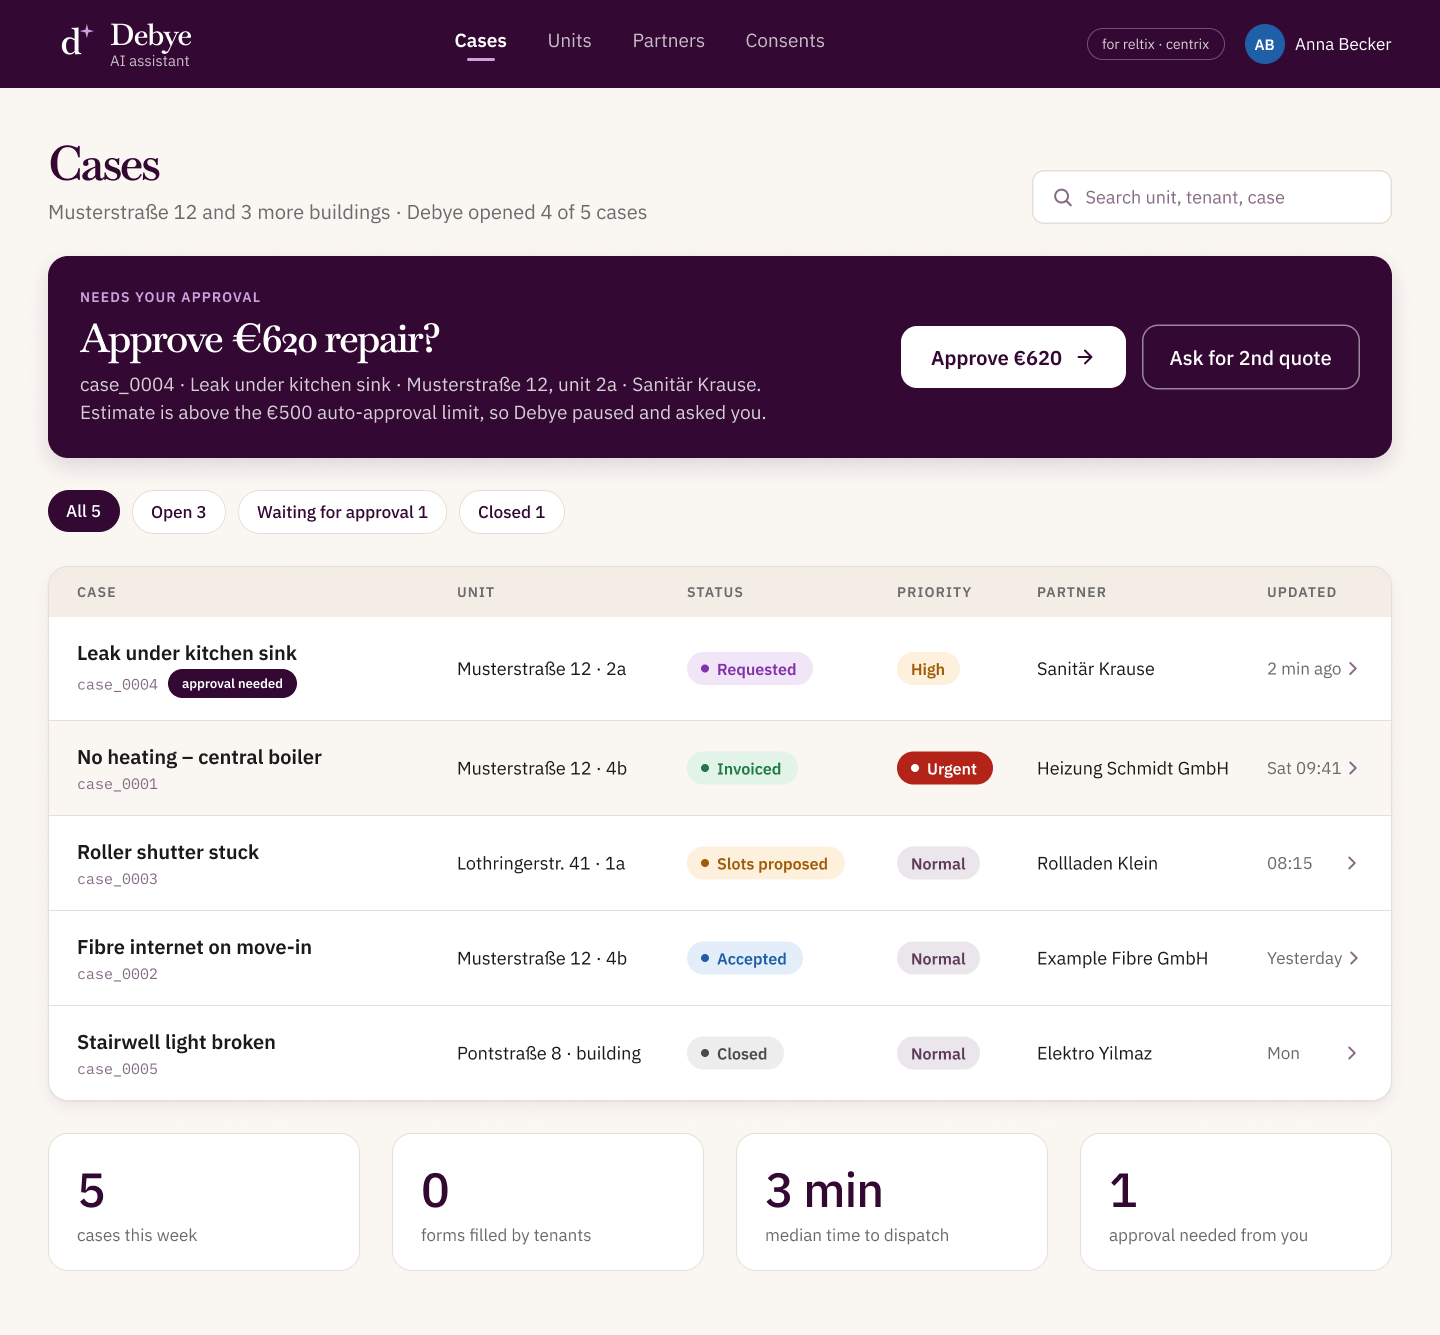 d
Debye
AI assistant
Cases
Units
Partners
Consents
for reltix · centrix
AB
Anna Becker
Cases
Musterstraße 12 and 3 more buildings · Debye opened 4 of 5 cases
Search unit, tenant, case
NEEDS YOUR APPROVAL
Approve €620 repair?
case_0004 · Leak under kitchen sink · Musterstraße 12, unit 2a · Sanitär Krause.
Estimate is above the €500 auto-approval limit, so Debye paused and asked you.
Approve €620 →
Ask for 2nd quote
All 5
Open 3
Waiting for approval 1
Closed 1
CASE UNIT STATUS PRIORITY PARTNER UPDATED
Leak under kitchen sink
case_0004 approval needed
Musterstraße 12 · 2a
Requested
High
Sanitär Krause
2 min ago
No heating – central boiler
case_0001
Musterstraße 12 · 4b
Invoiced
Urgent
Heizung Schmidt GmbH
Sat 09:41
Roller shutter stuck
case_0003
Lothringerstr. 41 · 1a
Slots proposed
Normal
Rollladen Klein
08:15
Fibre internet on move-in
case_0002
Musterstraße 12 · 4b
Accepted
Normal
Example Fibre GmbH
Yesterday
Stairwell light broken
case_0005
Pontstraße 8 · building
Closed
Normal
Elektro Yilmaz
Mon
5
cases this week
0
forms filled by tenants
3 min
median time to dispatch
1
approval needed from you